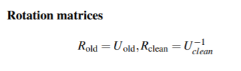 Rotation matrices
R_old = U_old, R_clean = U_clean^{-1}